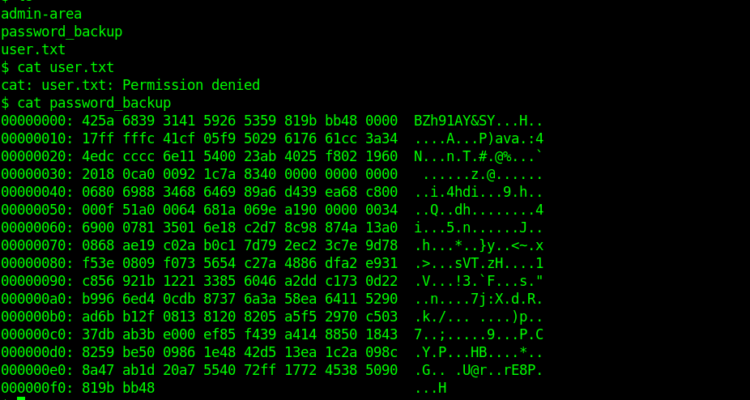 admin-area
password_backup
user.txt
$ cat user.txt
cat: user.txt: Permission denied
$ cat password_backup
00000000: 425a 6839 3141 5926 5359 819b bb48 0000  BZh91AY&SY...H..
00000010: 17ff fffc 41cf 05f9 5029 6176 61cc 3a34  ....A...P)ava.:4
00000020: 4edc cccc 6e11 5400 23ab 4025 f802 1960  N...n.T.#.@%...`
00000030: 2018 0ca0 0092 1c7a 8340 0000 0000 0000   ......z.@......
00000040: 0680 6988 3468 6469 89a6 d439 ea68 c800  ..i.4hdi...9.h..
00000050: 000f 51a0 0064 681a 069e a190 0000 0034  ..Q..dh........4
00000060: 6900 0781 3501 6e18 c2d7 8c98 874a 13a0  i...5.n......J..
00000070: 0868 ae19 c02a b0c1 7d79 2ec2 3c7e 9d78  .h...*..}y..<~.x
00000080: f53e 0809 f073 5654 c27a 4886 dfa2 e931  .>...sVT.zH....1
00000090: c856 921b 1221 3385 6046 a2dd c173 0d22  .V...!3.`F...s."
000000a0: b996 6ed4 0cdb 8737 6a3a 58ea 6411 5290  ..n....7j:X.d.R.
000000b0: ad6b b12f 0813 8120 8205 a5f5 2970 c503  .k./... ....)p..
000000c0: 37db ab3b e000 ef85 f439 a414 8850 1843  7..;.....9...P.C
000000d0: 8259 be50 0986 1e48 42d5 13ea 1c2a 098c  .Y.P...HB....*..
000000e0: 8a47 ab1d 20a7 5540 72ff 1772 4538 5090  .G.. .U@r..rE8P.
000000f0: 819b bb48                                ...H